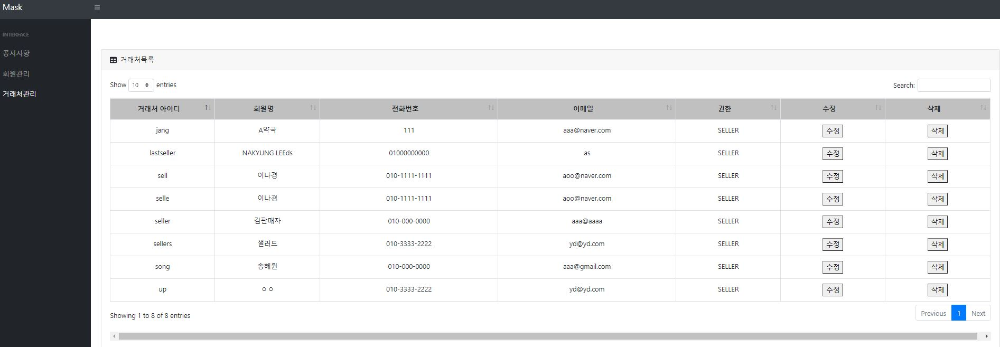 Mask
INTERFACE
공지사항
회원관리
거래처관리
거래처목록
Show 10 entries
Search:
거래처 아이디 회원명 전화번호 이메일 권한 수정 삭제
jang A약국 111 aaa@naver.com SELLER 수정 삭제
lastseller NAKYUNG LEEds 01000000000 as SELLER 수정 삭제
sell 이나경 010-1111-1111 aoo@naver.com SELLER 수정 삭제
selle 이나경 010-1111-1111 aoo@naver.com SELLER 수정 삭제
seller 김판매자 010-000-0000 aaa@aaaa SELLER 수정 삭제
sellers 샐러드 010-3333-2222 yd@yd.com SELLER 수정 삭제
song 송혜원 010-000-0000 aaa@gmail.com SELLER 수정 삭제
up ㅇㅇ 010-3333-2222 yd@yd.com SELLER 수정 삭제
Showing 1 to 8 of 8 entries
Previous 1 Next